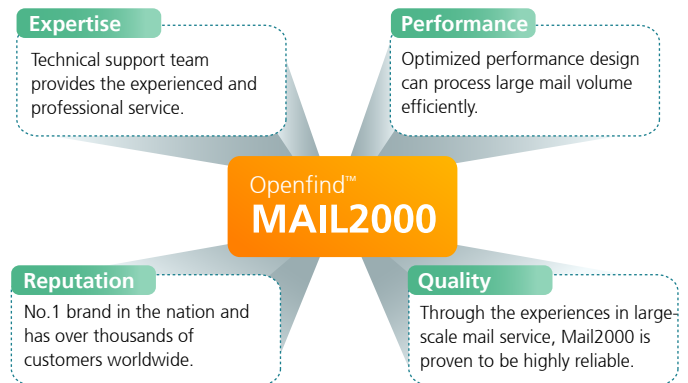 Expertise
Technical support team
provides the experienced and
professional service.
Performance
Optimized performance design
can process large mail volume
efficiently.
Openfind™
MAIL2000
Reputation
No.1 brand in the nation and
has over thousands of
customers worldwide.
Quality
Through the experiences in large-
scale mail service, Mail2000 is
proven to be highly reliable.